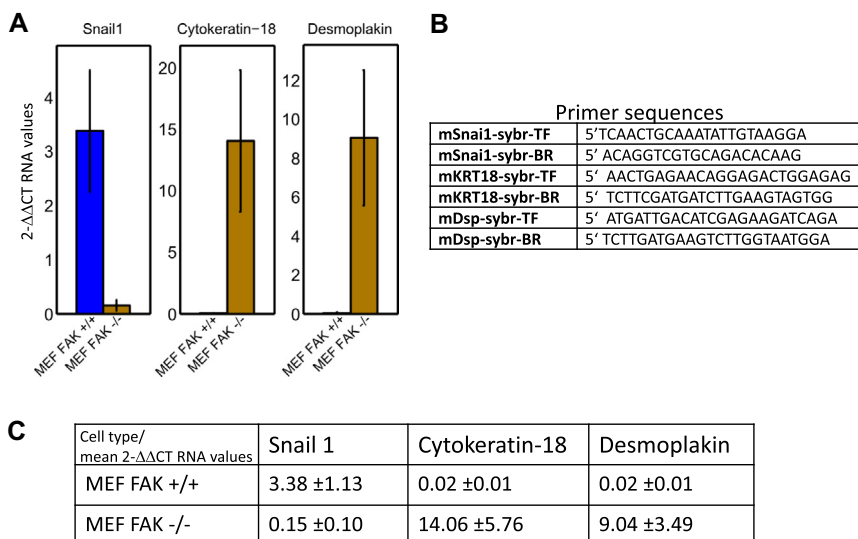 A
Snail1 Cytokeratin−18 Desmoplakin
2-ΔΔCT RNA values
4
3
2
1
0
20
15
10
5
0
12
10
8
6
4
2
0
MEF FAK +/+
MEF FAK -/-
MEF FAK +/+
MEF FAK -/-
MEF FAK +/+
MEF FAK -/-
B
Primer sequences
mSnai1-sybr-TF 5’TCAACTGCAAATATTGTAAGGA
mSnai1-sybr-BR 5’ ACAGGTCGTGCAGACACAAG
mKRT18-sybr-TF 5‘ AACTGAGAACAGGAGACTGGAGAG
mKRT18-sybr-BR 5‘ TCTTCGATGATCTTGAAGTAGTGG
mDsp-sybr-TF 5‘ ATGATTGACATCGAGAAGATCAGA
mDsp-sybr-BR 5‘ TCTTGATGAAGTCTTGGTAATGGA
C
Cell type/
mean 2-ΔΔCT RNA values Snail 1 Cytokeratin-18 Desmoplakin
MEF FAK +/+ 3.38 ±1.13 0.02 ±0.01 0.02 ±0.01
MEF FAK -/- 0.15 ±0.10 14.06 ±5.76 9.04 ±3.49